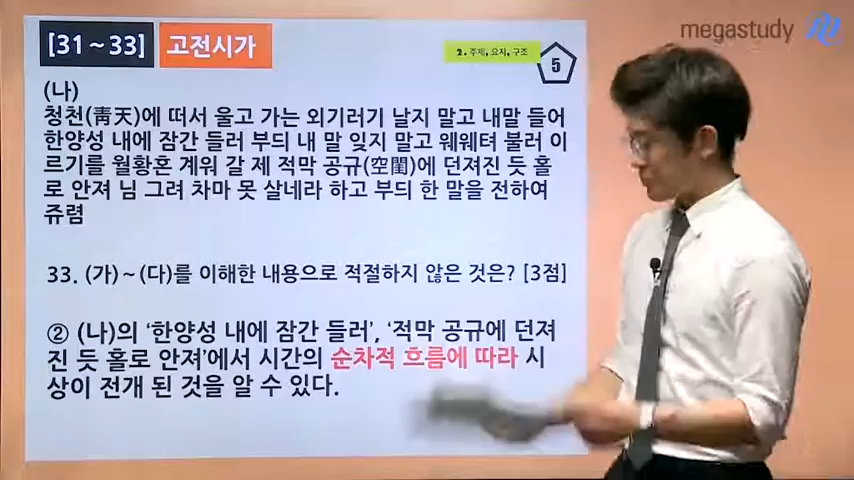 megastudy
[31~33] 고전시가
2. 주제, 요지, 구조
5
(나)
청천(靑天)에 떠서 울고 가는 외기러기 날지 말고 내말 들어
한양성 내에 잠간 들러 부듸 내 말 잊지 말고 웨웨텨 불러 이
르기를 월황혼 계워 갈 제 적막 공규(空閨)에 던져진 듯 홀
로 안져 님 그려 차마 못 살네라 하고 부듸 한 말을 전하여
쥬렴
33. (가)~(다)를 이해한 내용으로 적절하지 않은 것은? [3점]
② (나)의 '한양성 내에 잠간 들러', '적막 공규에 던져
진 듯 홀로 안져'에서 시간의 순차적 흐름에 따라 시
상이 전개 된 것을 알 수 있다.